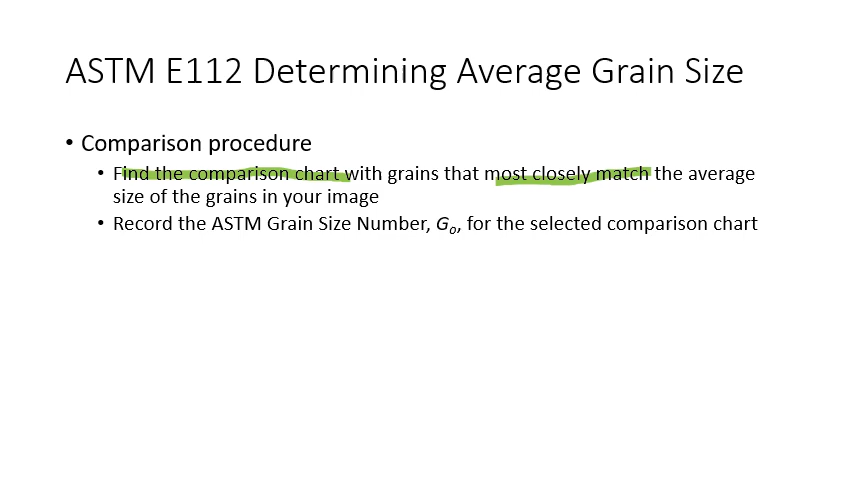 ASTM E112 Determining Average Grain Size
• Comparison procedure
• Find the comparison chart with grains that most closely match the average
size of the grains in your image
• Record the ASTM Grain Size Number, Go, for the selected comparison chart